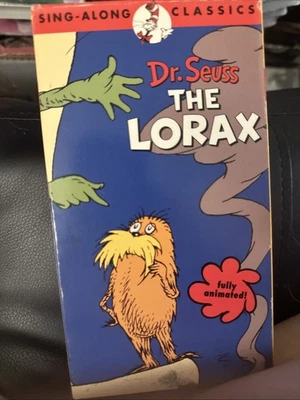 SING-ALONG CLASSICS
Dr. Seuss
THE
LORAX
fully
animated!